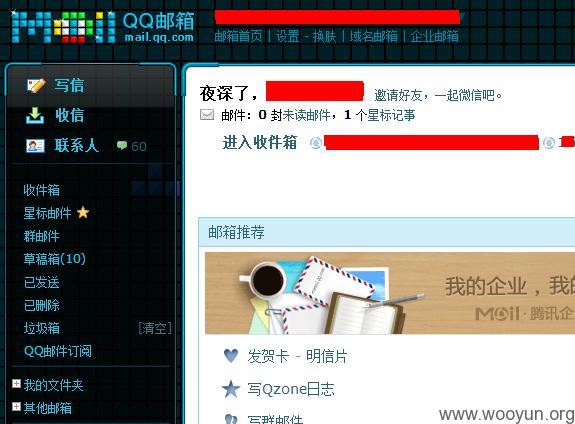 Mail QQ邮箱
mail.qq.com
邮箱首页 | 设置 - 换肤 | 域名邮箱 | 企业邮箱
写信
收信
联系人 60
收件箱
星标邮件
群邮件
草稿箱(10)
已发送
已删除
垃圾箱 [清空]
QQ邮件订阅
我的文件夹
其他邮箱
夜深了， 邀请好友，一起微信吧。
邮件：0 封未读邮件，1 个星标记事
进入收件箱
邮箱推荐
我的企业，我的
Mail·腾讯企
发贺卡 - 明信片
写Qzone日志
写群邮件
www.wooyun.org